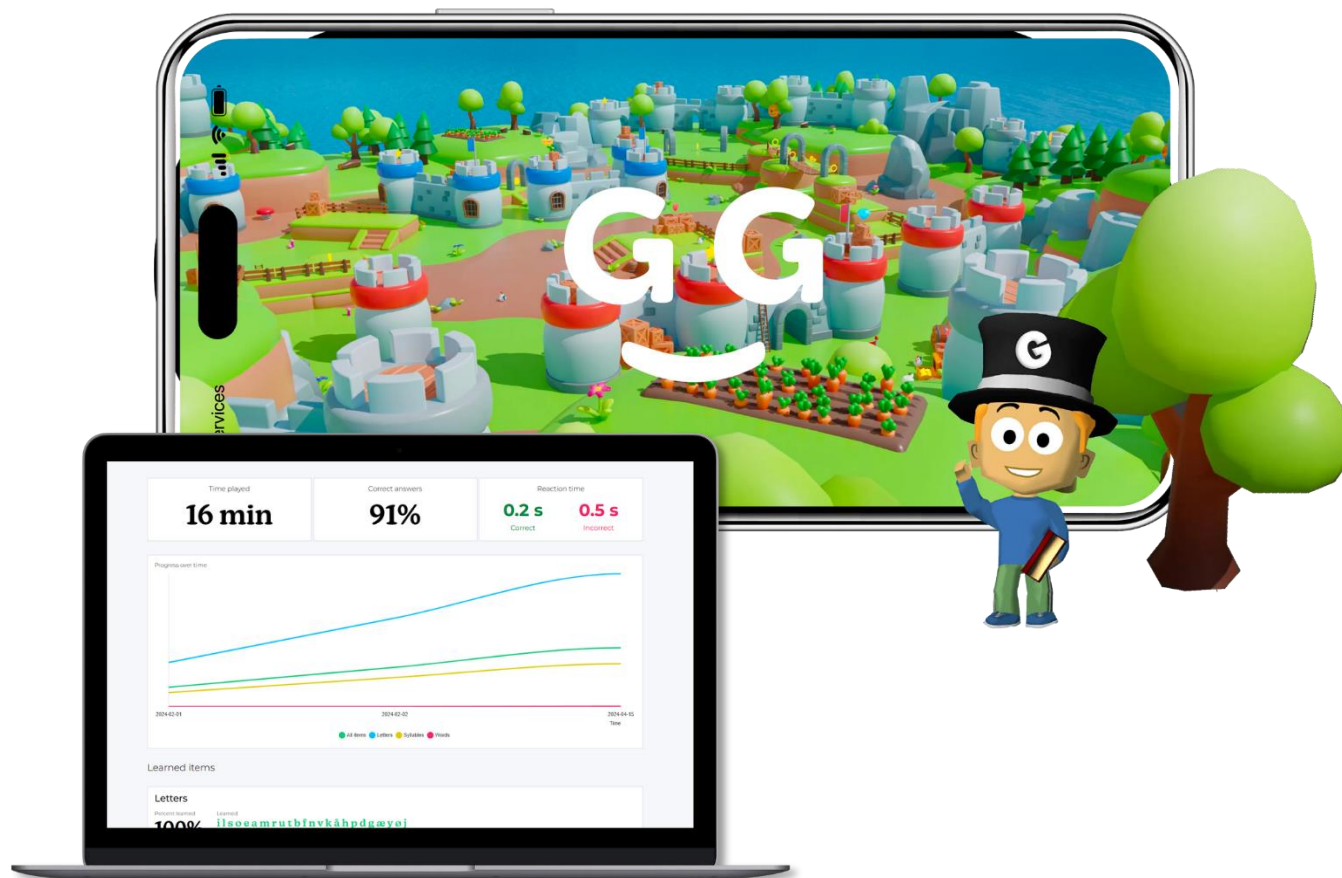 GG
ervices
G
Time played
16 min
Correct answers
91%
Reaction time
0.2 s
Correct
0.5 s
Incorrect
Progress over time
2024-02-01
2024-02-02
2024-04-15
Time
All items
Letters
Syllables
Words
Learned items
Letters
Percent learned
100%
Learned
ilsoeamrutbfnvkåhpdgæyøj